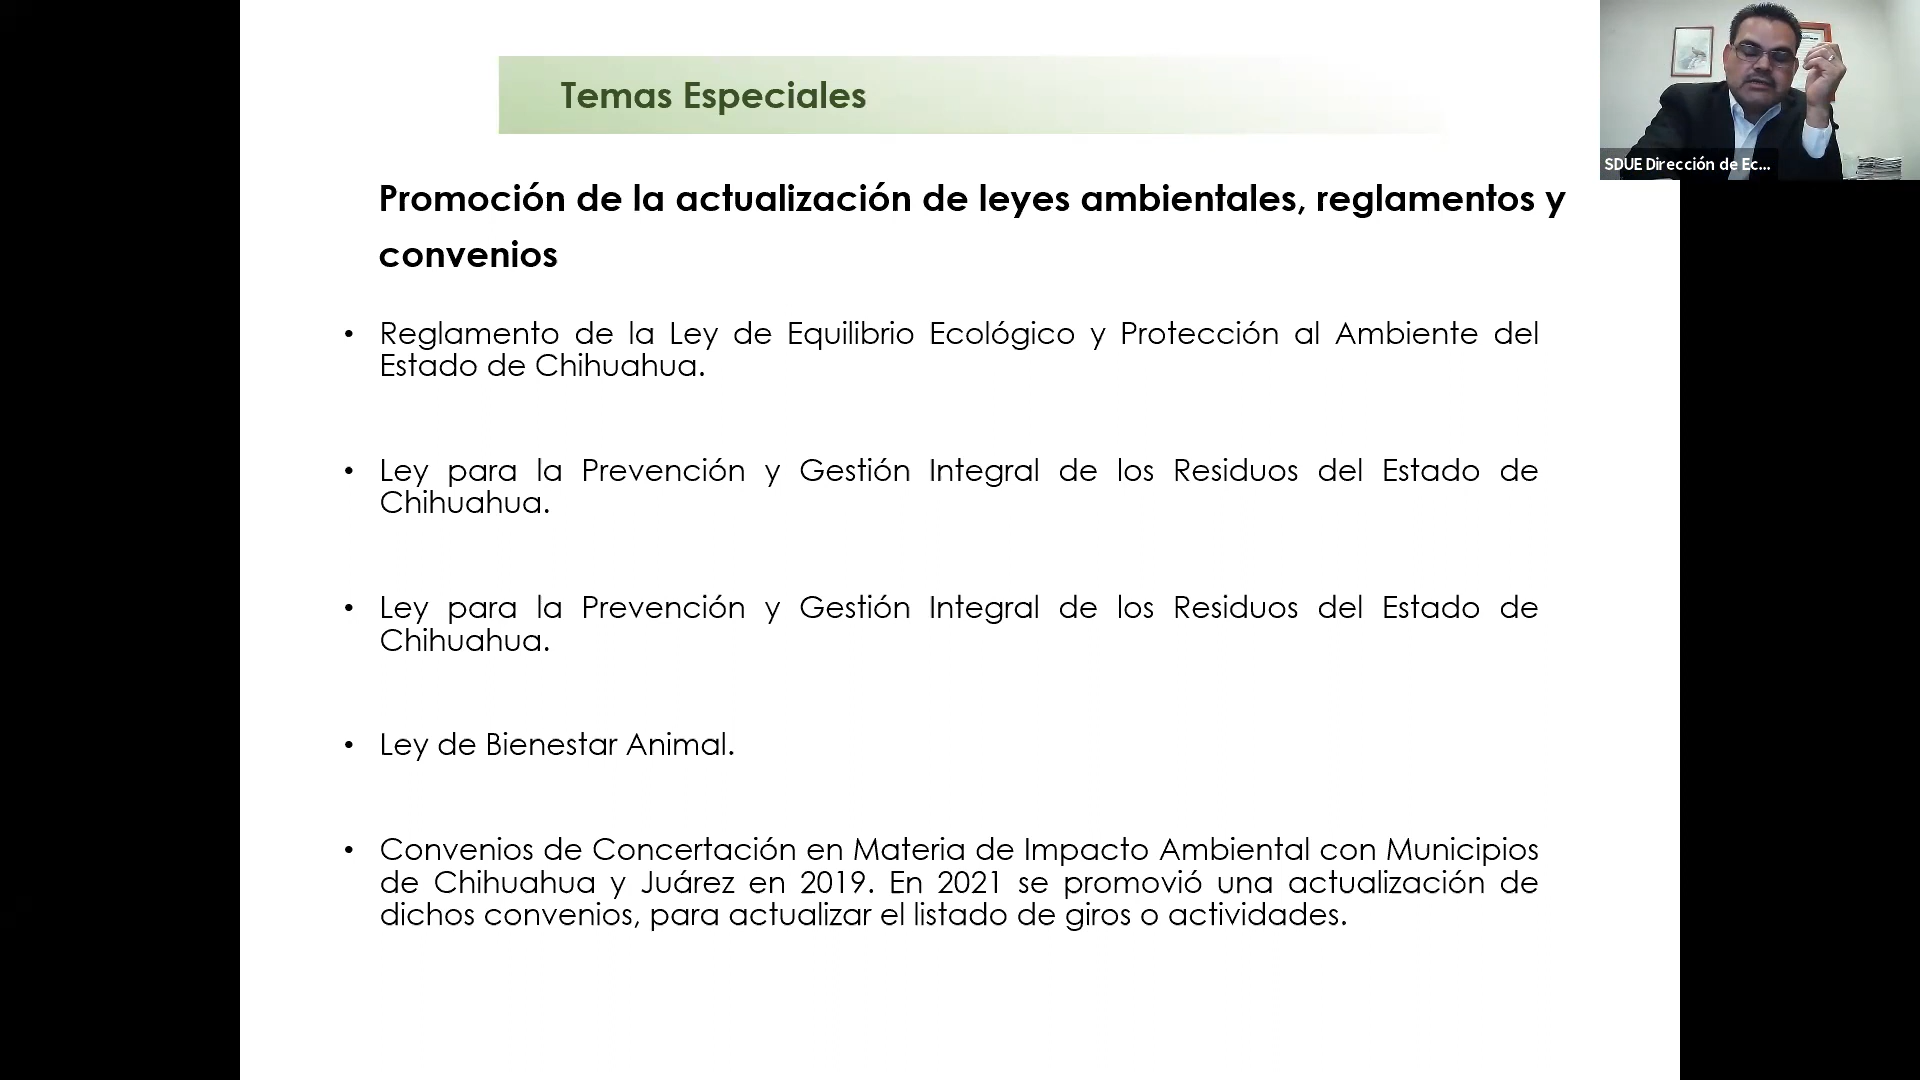 Temas Especiales
SDUE Dirección de Ec...
Promoción de la actualización de leyes ambientales, reglamentos y
convenios
• Reglamento de la Ley de Equilibrio Ecológico y Protección al Ambiente del
Estado de Chihuahua.
• Ley para la Prevención y Gestión Integral de los Residuos del Estado de
Chihuahua.
• Ley para la Prevención y Gestión Integral de los Residuos del Estado de
Chihuahua.
• Ley de Bienestar Animal.
• Convenios de Concertación en Materia de Impacto Ambiental con Municipios
de Chihuahua y Juárez en 2019. En 2021 se promovió una actualización de
dichos convenios, para actualizar el listado de giros o actividades.